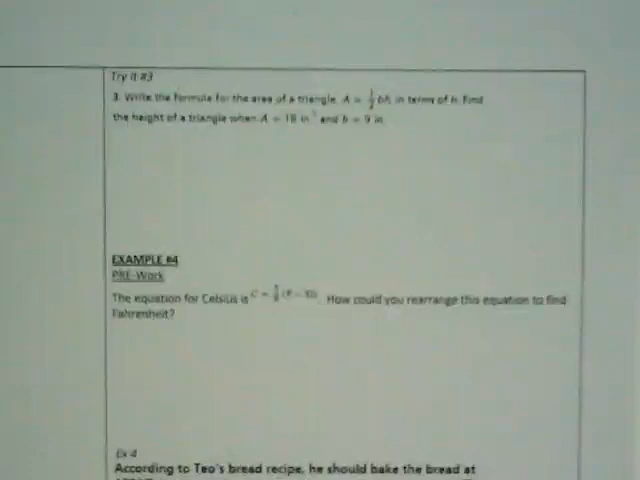 Try It #3
3. Write the formula for the area of a triangle, A = 1/2 bh, in terms of h. Find
the height of a triangle when A = 18 in² and b = 9 in.
EXAMPLE #4
PRE-Work
The equation for Celsius is C = 5/9 (F − 32). How could you rearrange this equation to find
Fahrenheit?
Ex 4
According to Teo's bread recipe, he should bake the bread at